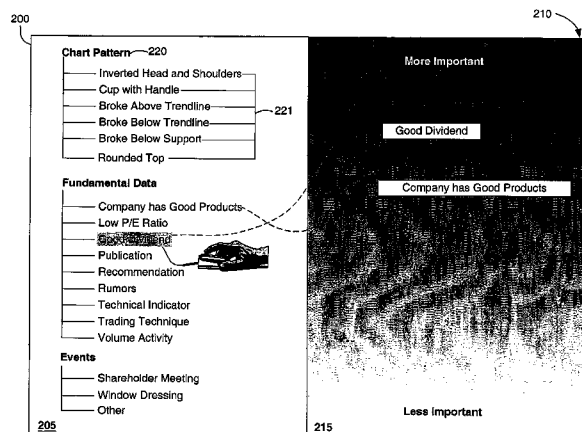 200
210
Chart Pattern
220
Inverted Head and Shoulders
Cup with Handle
Broke Above Trendline
221
Broke Below Trendline
Broke Below Support
Rounded Top
Fundamental Data
Company has Good Products
Low P/E Ratio
Good Dividend
Publication
Recommendation
Rumors
Technical Indicator
Trading Technique
Volume Activity
Events
Shareholder Meeting
Window Dressing
Other
205
More Important
Good Dividend
Company has Good Products
Less Important
215